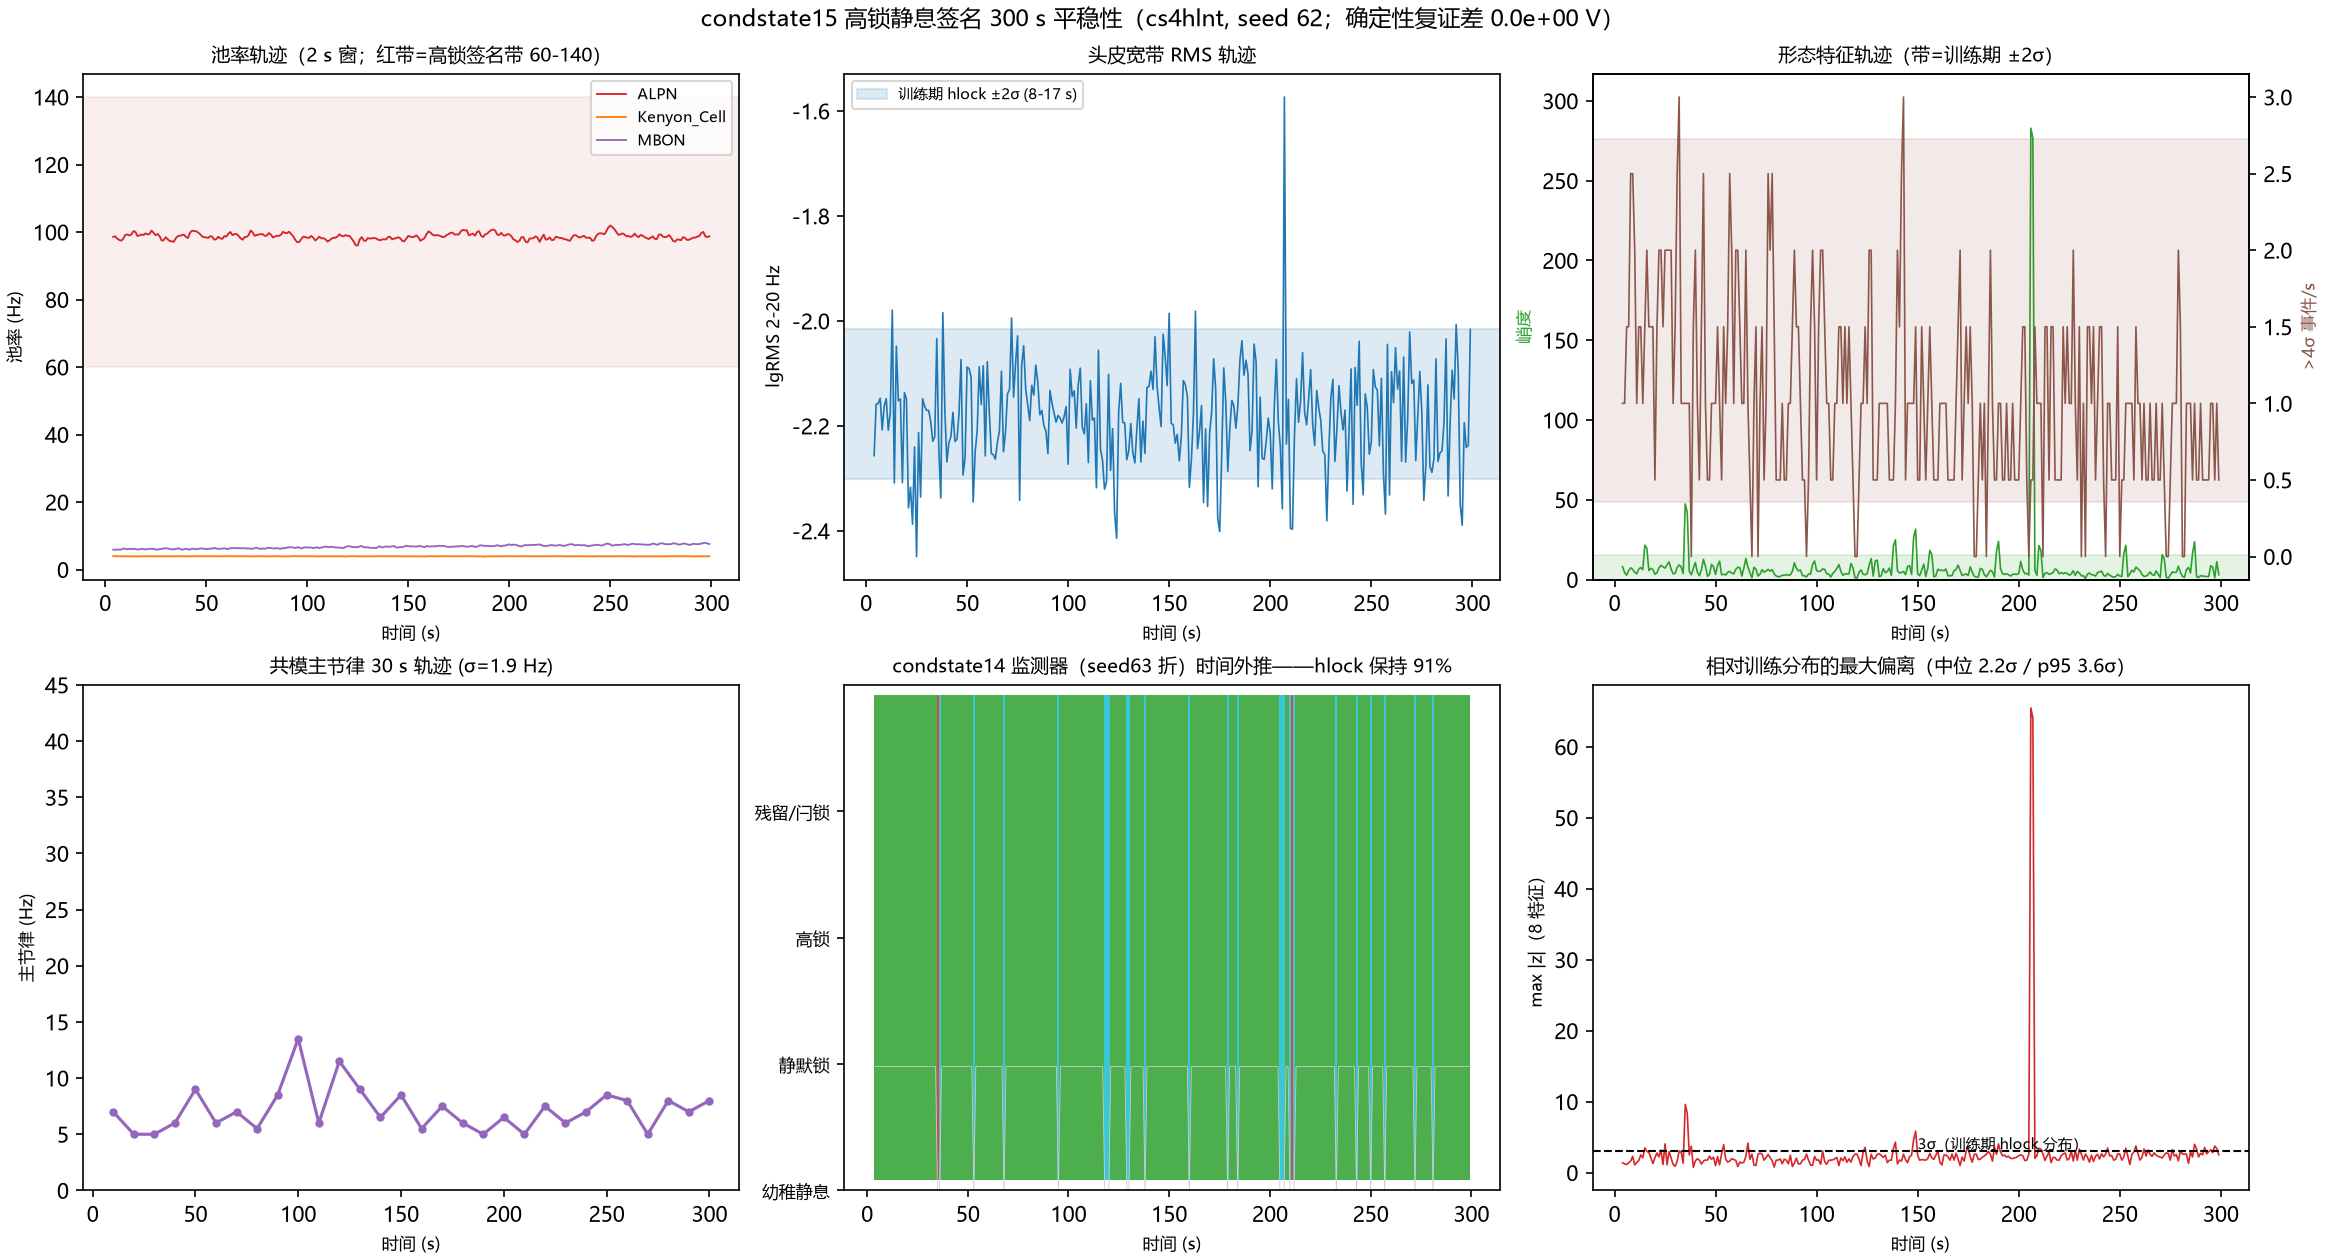 condstate15 高锁静息签名 300 s 平稳性（cs4hlnt, seed 62；确定性复证差 0.0e+00 V）
池率轨迹（2 s 窗；红带=高锁签名带 60-140）
140
120
100
80
60
40
20
0
池率 (Hz)
ALPN
Kenyon_Cell
MBON
0 50 100 150 200 250 300
时间 (s)
头皮宽带 RMS 轨迹
-1.6
-1.8
-2.0
-2.2
-2.4
lgRMS 2-20 Hz
训练期 hlock ±2σ (8-17 s)
0 50 100 150 200 250 300
时间 (s)
形态特征轨迹（带=训练期 ±2σ）
300
250
200
150
100
50
0
峭度
3.0
2.5
2.0
1.5
1.0
0.5
0.0
>4σ 事件/s
0 50 100 150 200 250 300
时间 (s)
共模主节律 30 s 轨迹 (σ=1.9 Hz)
45
40
35
30
25
20
15
10
5
0
主节律 (Hz)
0 50 100 150 200 250 300
时间 (s)
condstate14 监测器（seed63 折）时间外推——hlock 保持 91%
残留/闩锁
高锁
静默锁
幼稚静息
0 50 100 150 200 250 300
时间 (s)
相对训练分布的最大偏离（中位 2.2σ / p95 3.6σ）
60
50
40
30
20
10
0
max |z|（8 特征）
3σ（训练期 hlock 分布）
0 50 100 150 200 250 300
时间 (s)